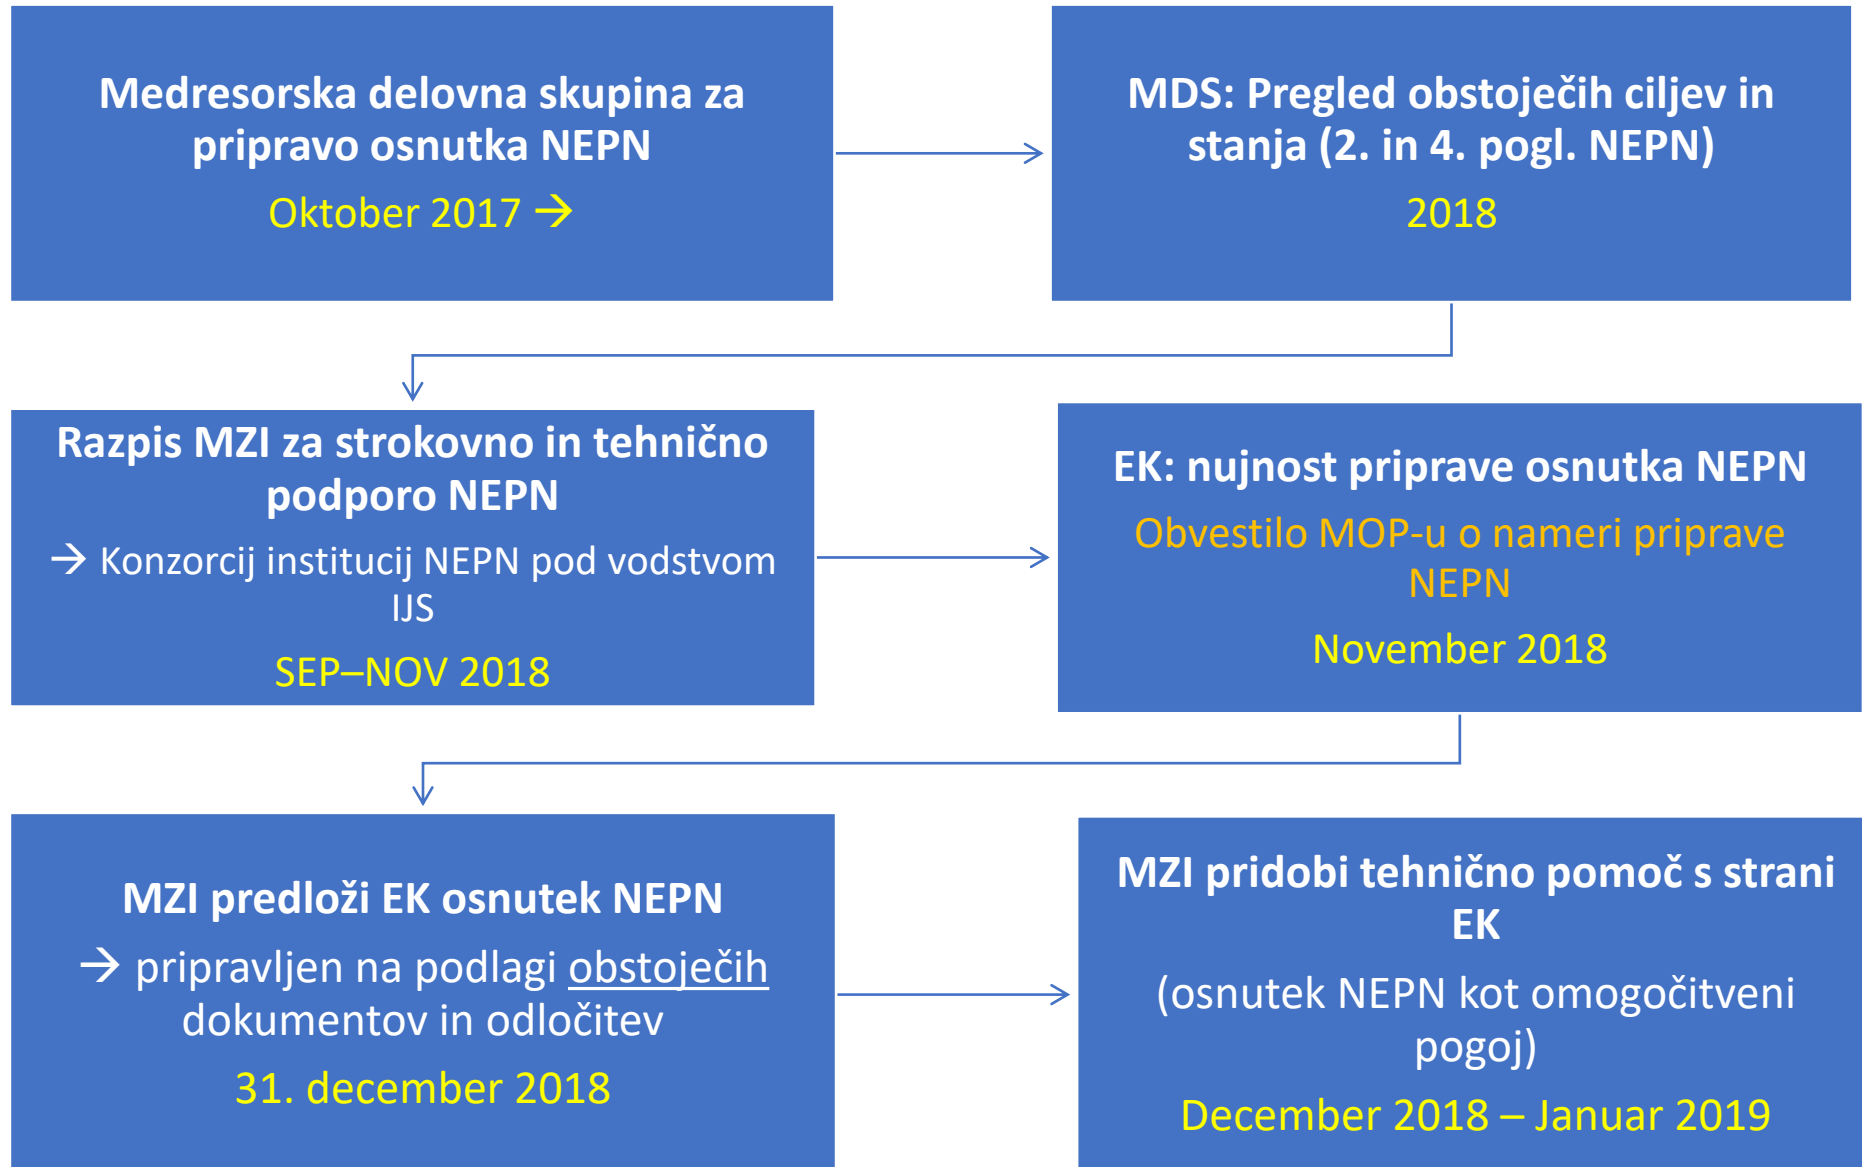 Medresorska delovna skupina za
pripravo osnutka NEPN
Oktober 2017 →
MDS: Pregled obstoječih ciljev in
stanja (2. in 4. pogl. NEPN)
2018
Razpis MZI za strokovno in tehnično
podporo NEPN
→ Konzorcij institucij NEPN pod vodstvom
IJS
SEP–NOV 2018
EK: nujnost priprave osnutka NEPN
Obvestilo MOP-u o nameri priprave
NEPN
November 2018
MZI predloži EK osnutek NEPN
→ pripravljen na podlagi obstoječih
dokumentov in odločitev
31. december 2018
MZI pridobi tehnično pomoč s strani
EK
(osnutek NEPN kot omogočitveni
pogoj)
December 2018 – Januar 2019